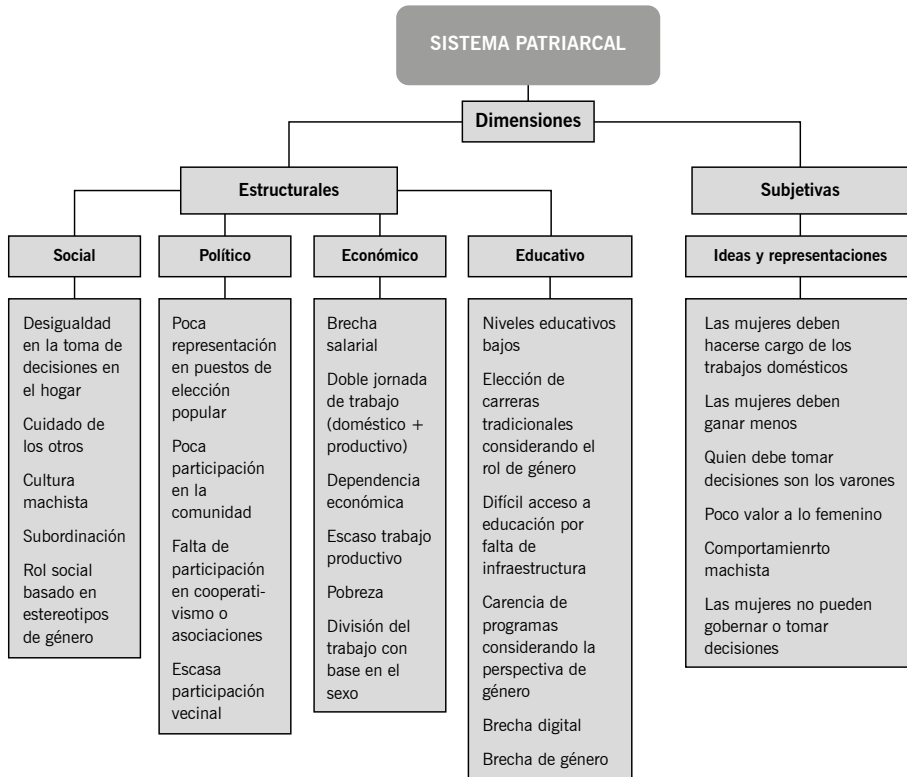 SISTEMA PATRIARCAL
Dimensiones
Estructurales
Subjetivas
Social
Político
Económico
Educativo
Ideas y representaciones
Desigualdad
en la toma de
decisiones en
el hogar
Cuidado de
los otros
Cultura
machista
Subordinación
Rol social
basado en
estereotipos
de género
Poca
representación
en puestos de
elección
popular
Poca
participación
en la
comunidad
Falta de
participación
en cooperati-
vismo o
asociaciones
Escasa
participación
vecinal
Brecha
salarial
Doble jornada
de trabajo
(doméstico +
productivo)
Dependencia
económica
Escaso trabajo
productivo
Pobreza
División del
trabajo con
base en el
sexo
Niveles educativos
bajos
Elección de
carreras
tradicionales
considerando el
rol de género
Difícil acceso a
educación por
falta de
infraestructura
Carencia de
programas
considerando la
perspectiva de
género
Brecha digital
Brecha de género
Las mujeres deben
hacerse cargo de los
trabajos domésticos
Las mujeres deben
ganar menos
Quien debe tomar
decisiones son los varones
Poco valor a lo femenino
Comportamienrto
machista
Las mujeres no pueden
gobernar o tomar
decisiones